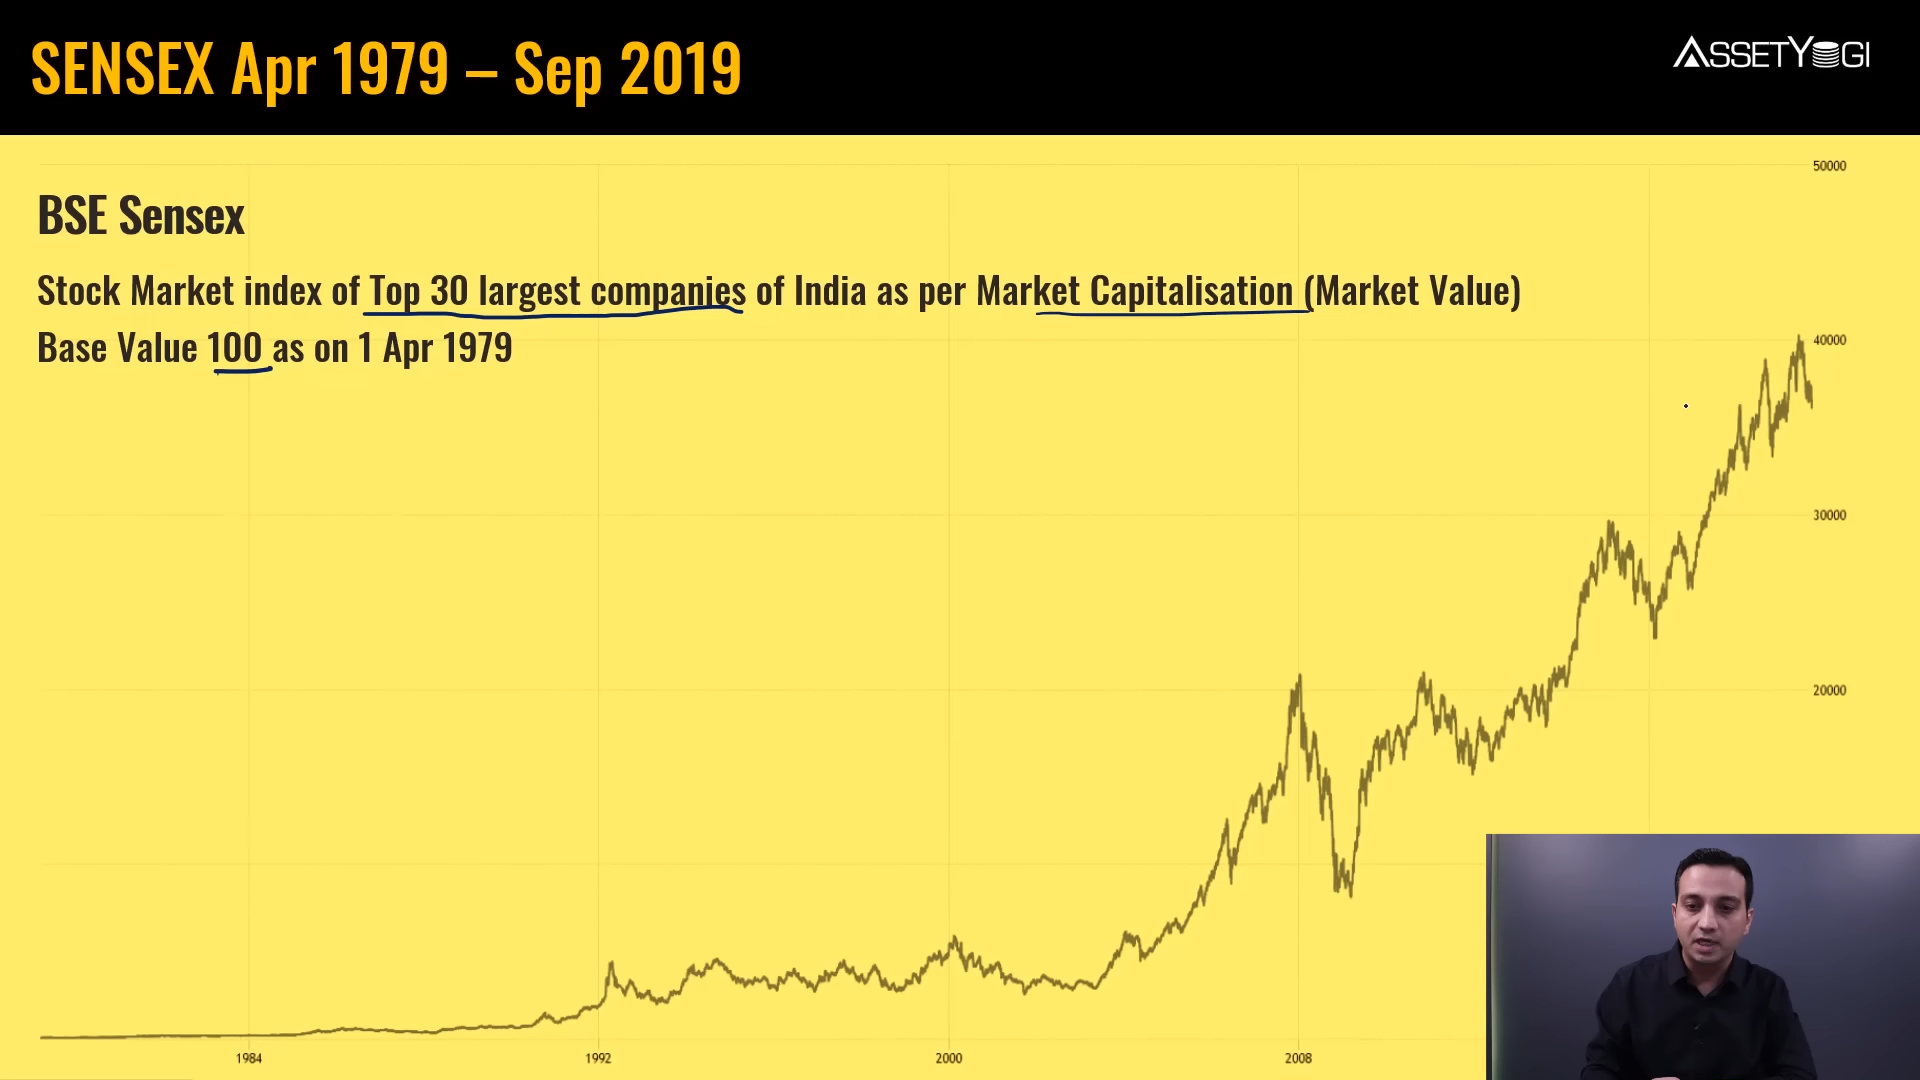 SENSEX Apr 1979 – Sep 2019
ASSETYOGI
BSE Sensex
Stock Market index of Top 30 largest companies of India as per Market Capitalisation (Market Value)
Base Value 100 as on 1 Apr 1979
50000
40000
30000
20000
1984
1992
2000
2008